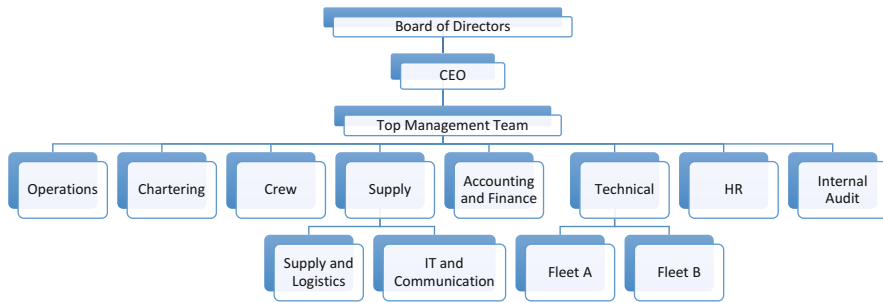 Board of Directors
CEO
Top Management Team
Operations
Chartering
Crew
Supply
Accounting
and Finance
Technical
HR
Internal
Audit
Supply and
Logistics
IT and
Communication
Fleet A
Fleet B